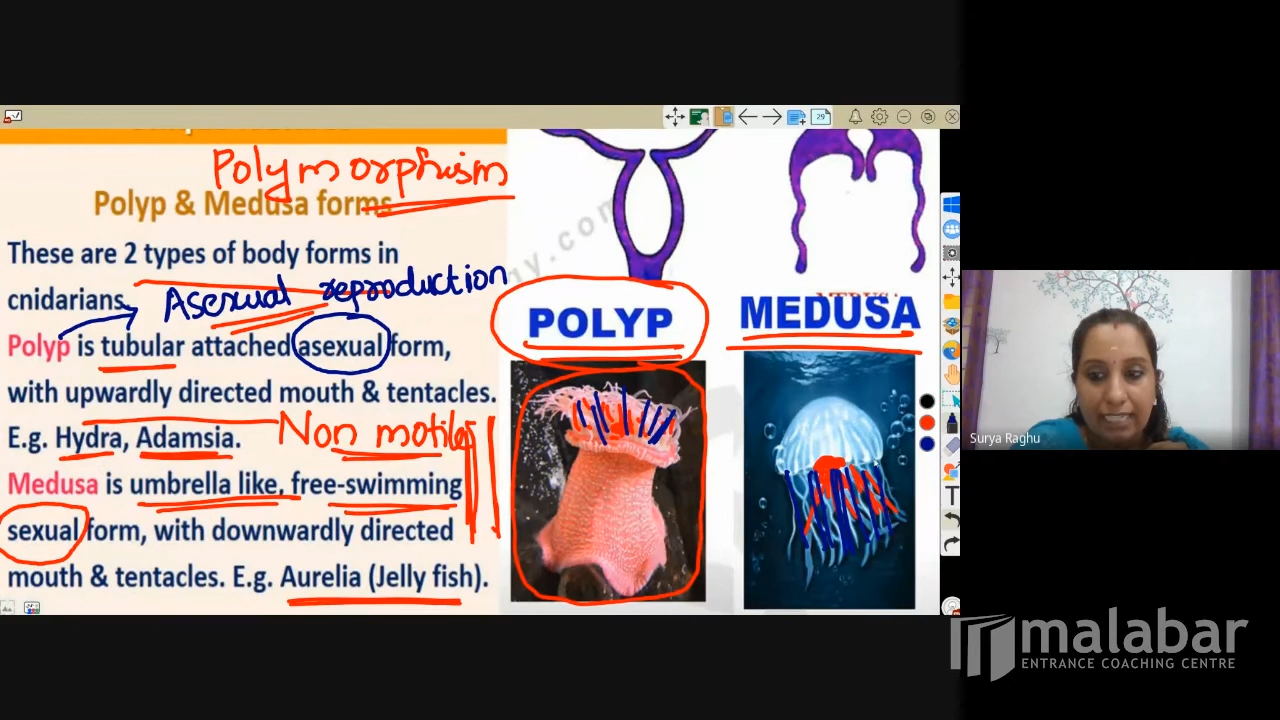 29
Polymorphism
Polyp & Medusa forms
These are 2 types of body forms in
cnidarians.
Asexual reproduction
Polyp is tubular attached asexual form,
with upwardly directed mouth & tentacles.
E.g. Hydra, Adamsia.
Non motile
Medusa is umbrella like, free-swimming
sexual form, with downwardly directed
mouth & tentacles. E.g. Aurelia (Jelly fish).
POLYP
MEDUSA
T
Surya Raghu
malabar
ENTRANCE COACHING CENTRE